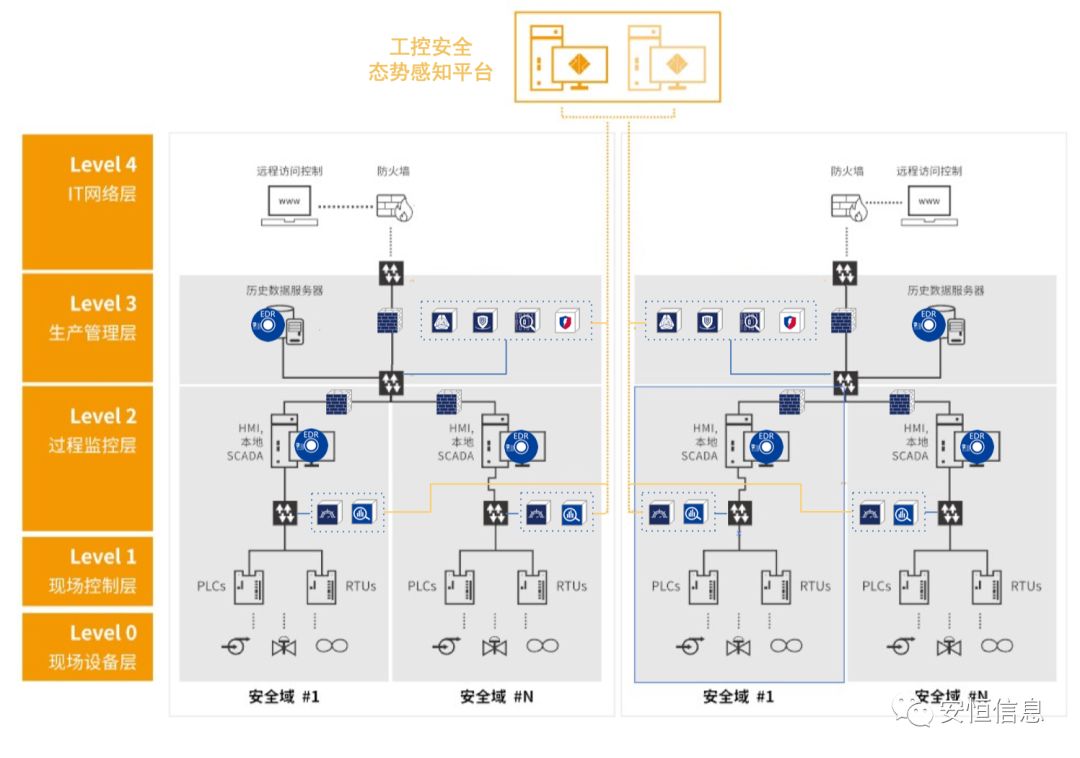 工控安全
态势感知平台
Level 4
IT网络层
远程访问控制
防火墙
防火墙
远程访问控制
WWW
WWW
Level 3
生产管理层
历史数据服务器
历史数据服务器
EDR
EDR
Level 2
过程监控层
HMI,
本地
SCADA
EDR
HMI,
本地
SCADA
EDR
HMI,
本地
SCADA
EDR
HMI,
本地
SCADA
EDR
Level 1
现场控制层
PLCs
RTUs
PLCs
RTUs
PLCs
RTUs
PLCs
RTUs
Level 0
现场设备层
安全域 #1
安全域 #N
安全域 #1
安全域 #N
安恒信息